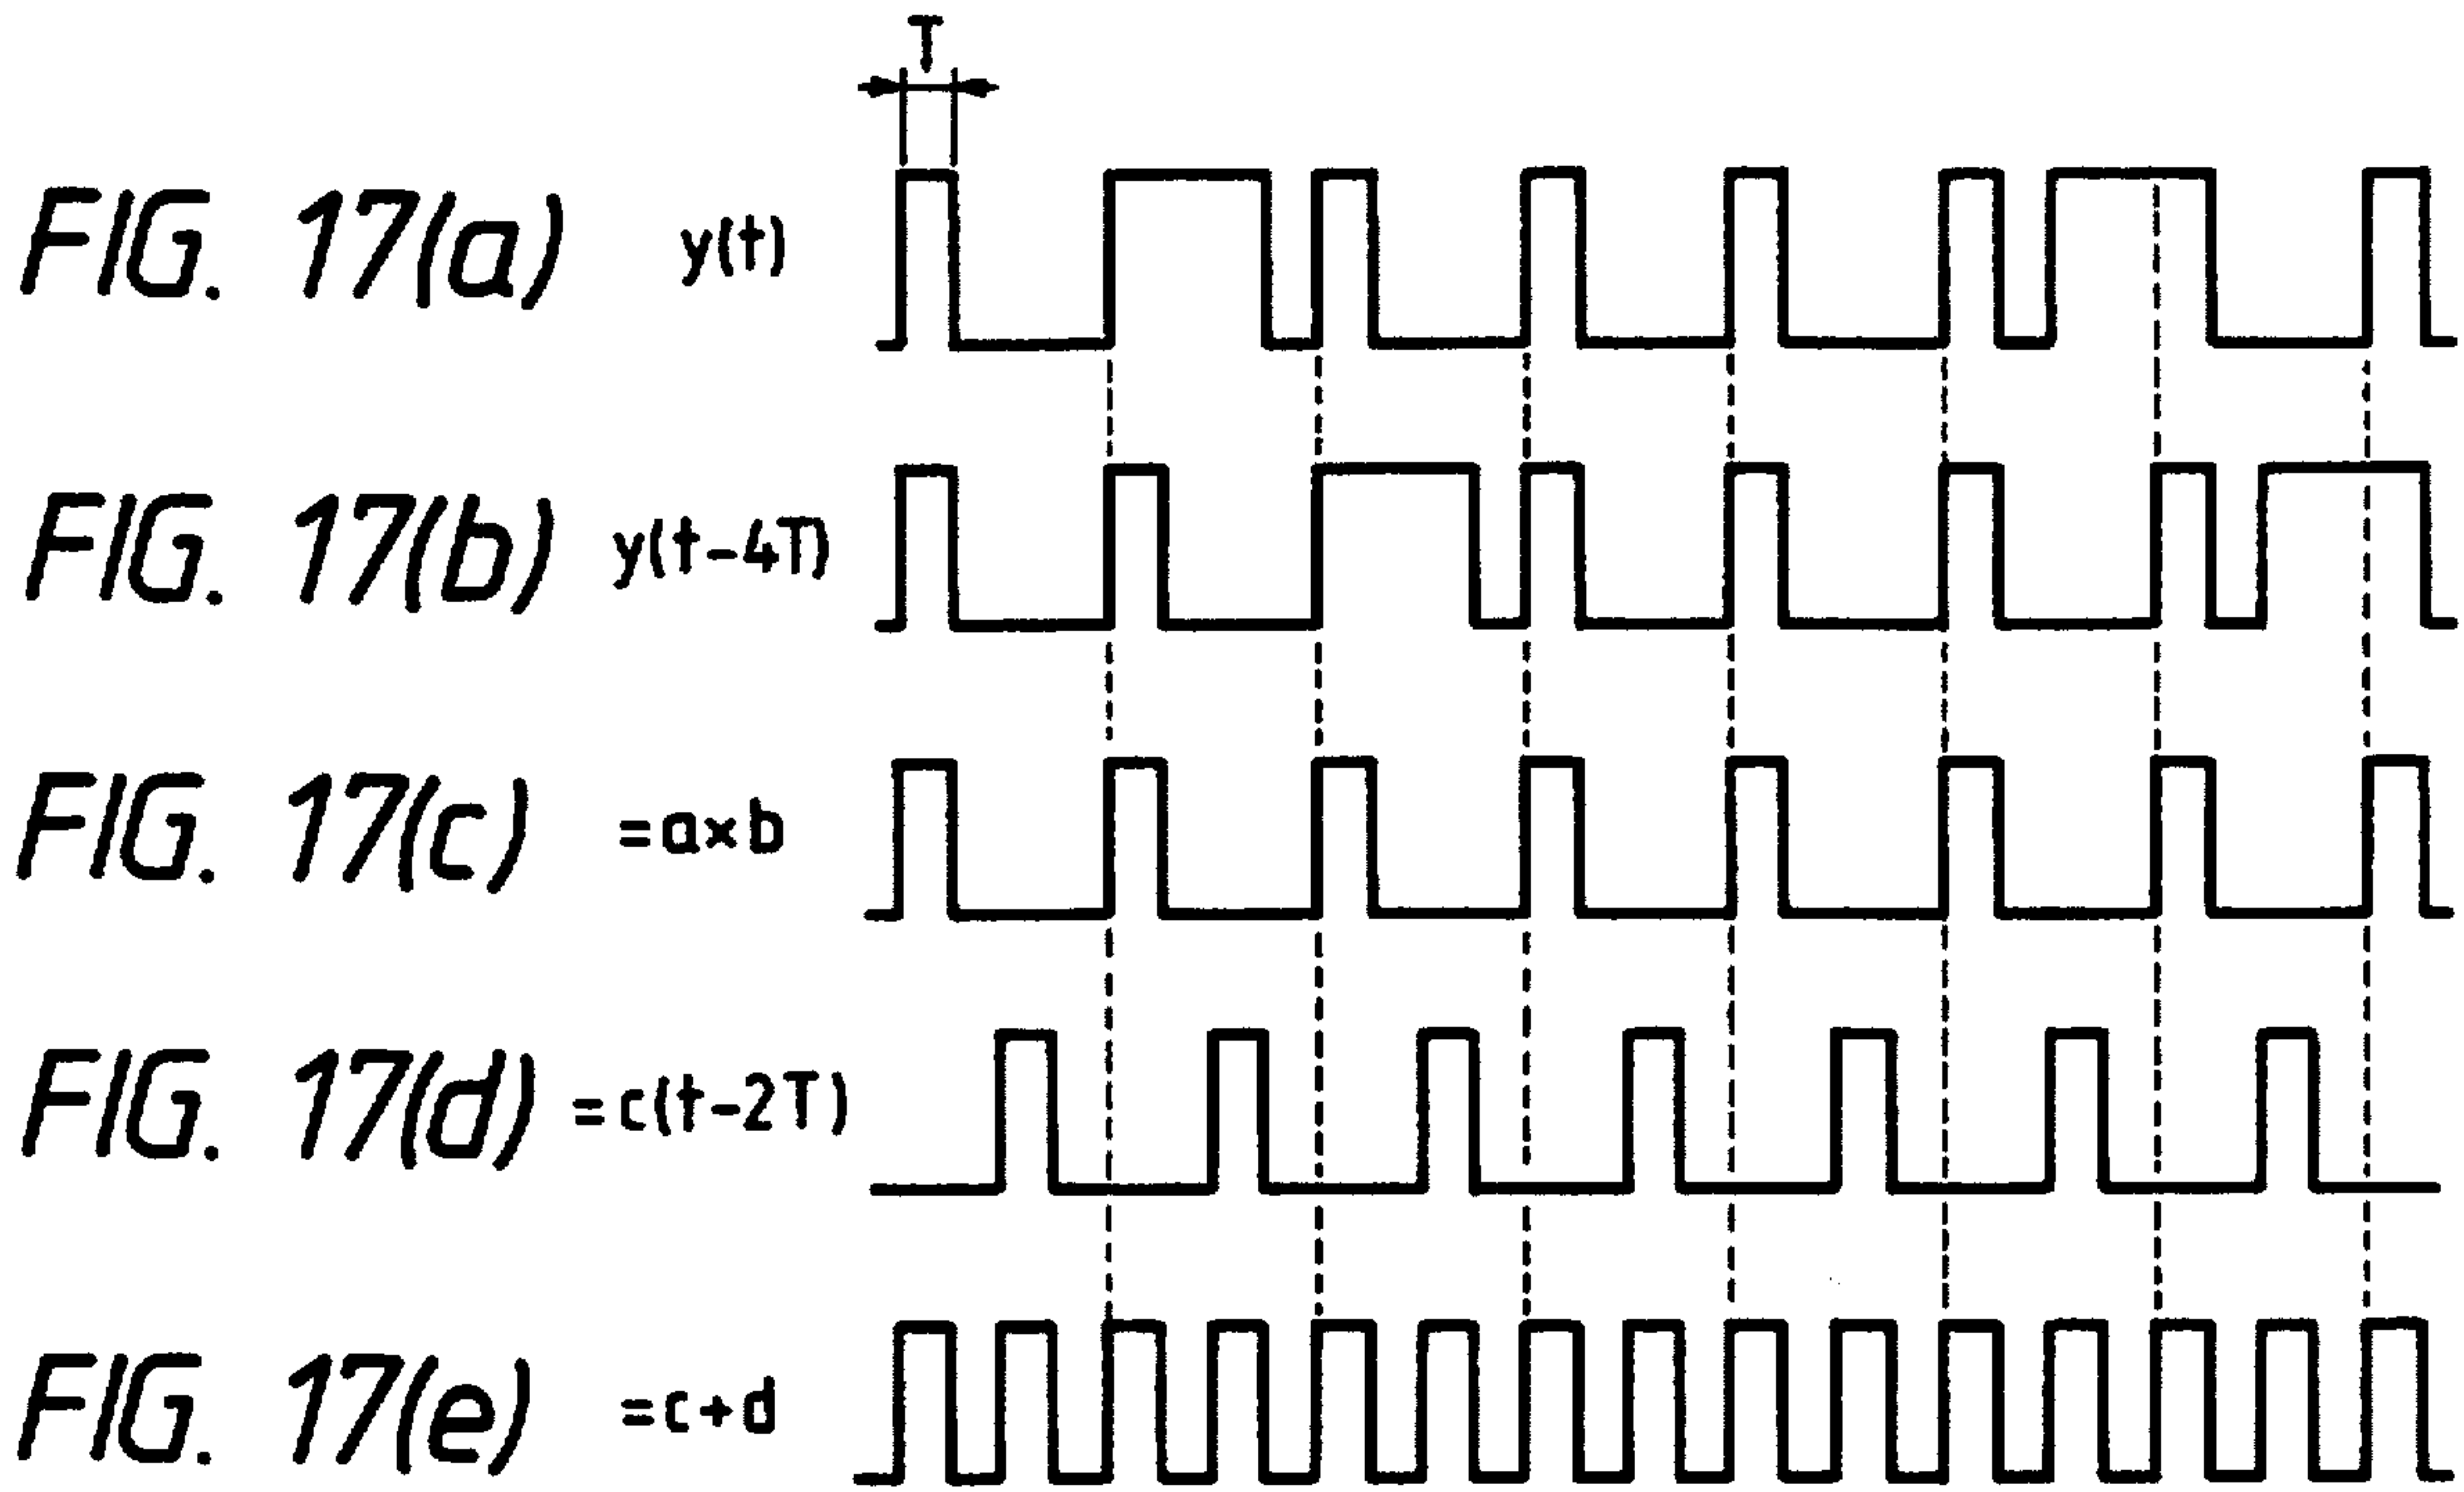 T
FIG. 17(a) y(t)
FIG. 17(b) y(t-4T)
FIG. 17(c) =a×b
FIG. 17(d) =c(t-2T)
FIG. 17(e) =c+d